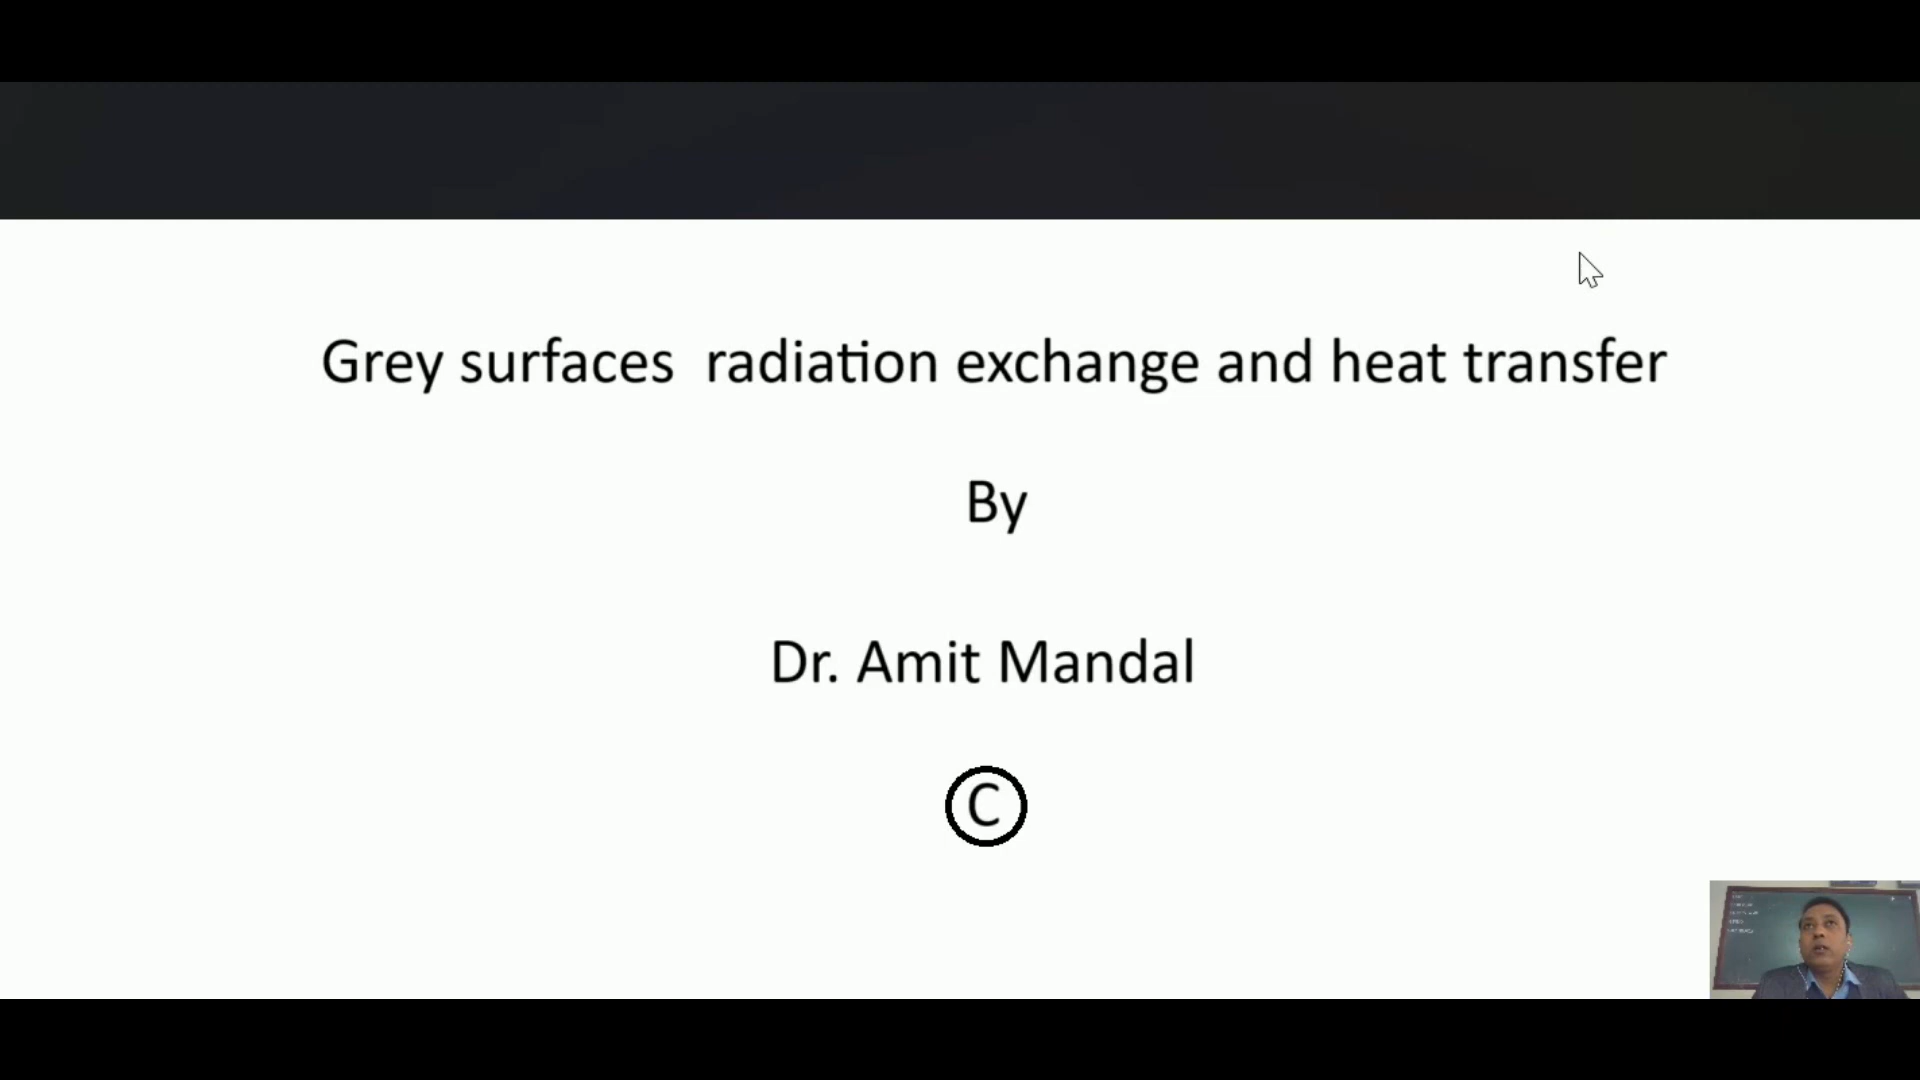 Grey surfaces  radiation exchange and heat transfer
By
Dr. Amit Mandal
C